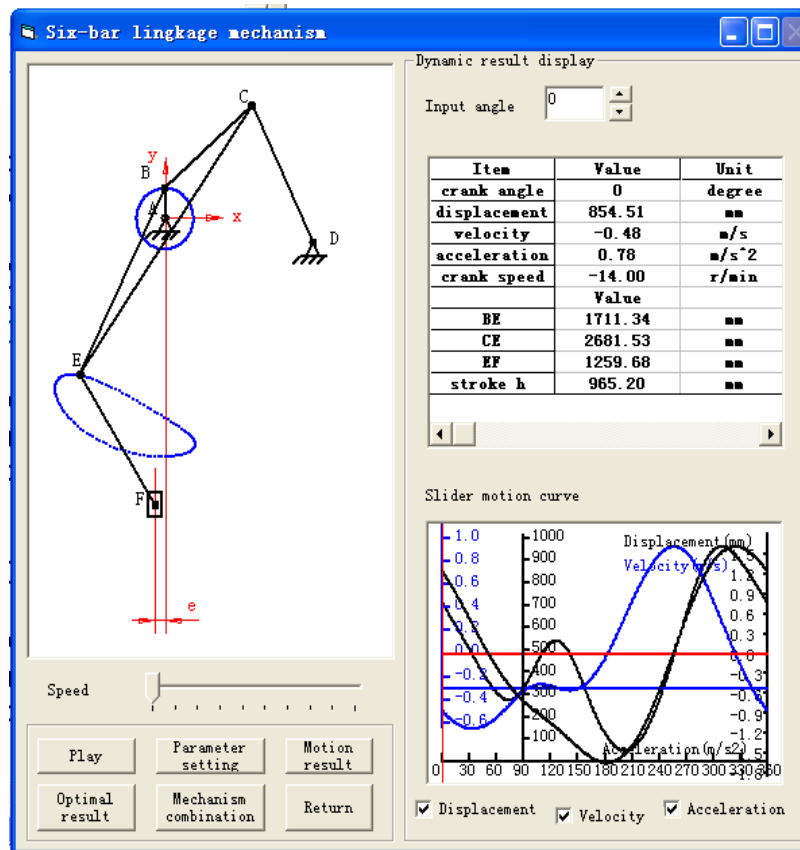 Six-bar lingkage mechanism
C
y
B
A
x
D
E
F
e
Speed
Play
Parameter setting
Motion result
Optimal result
Mechanism combination
Return
Dynamic result display
Input angle 0
Item Value Unit
crank angle 0 degree
displacement 854.51 mm
velocity -0.48 m/s
acceleration 0.78 m/s^2
crank speed -14.00 r/min
Value
BE 1711.34 mm
CE 2681.53 mm
EF 1259.68 mm
stroke h 965.20 mm
Slider motion curve
1.0 1000 Displacement(mm)
0.8 900 1.2
0.6 800 0.9
0.4 700 0.6
0.2 600 0.3
0.0 500 0.0
-0.2 400 -0.3
-0.4 300
-0.6 200 -0.9
100 -1.2
Acceleration(m/s2)
0 30 60 90 120 150 180 210 240 270 300 330 360
Displacement
Velocity
Acceleration